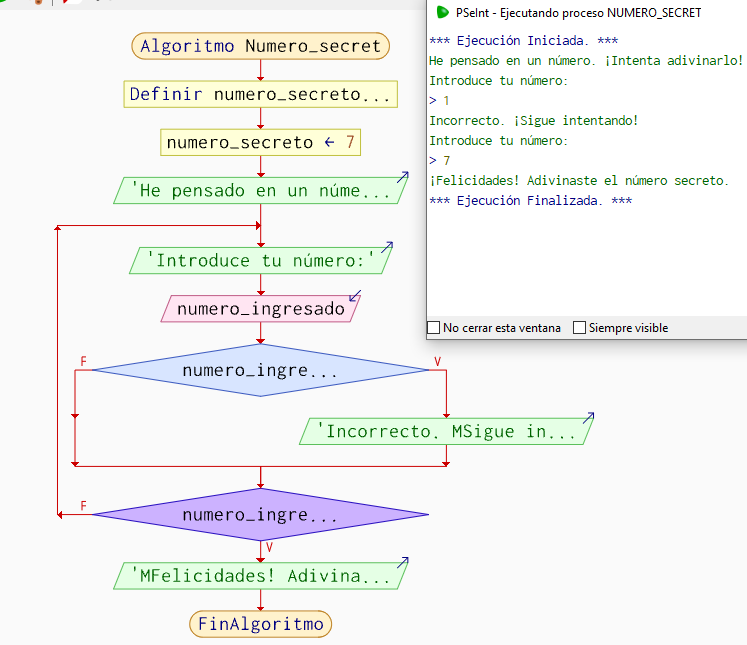 Algoritmo Numero_secret
Definir numero_secreto...
numero_secreto ← 7
'He pensado en un núme...
'Introduce tu número:'
numero_ingresado
F
numero_ingre...
V
'Incorrecto. MSigue in...
F
numero_ingre...
V
'MFelicidades! Adivina...
FinAlgoritmo
PSeInt - Ejecutando proceso NUMERO_SECRET
*** Ejecución Iniciada. ***
He pensado en un número. ¡Intenta adivinarlo!
Introduce tu número:
> 1
Incorrecto. ¡Sigue intentando!
Introduce tu número:
> 7
¡Felicidades! Adivinaste el número secreto.
*** Ejecución Finalizada. ***
No cerrar esta ventana
Siempre visible